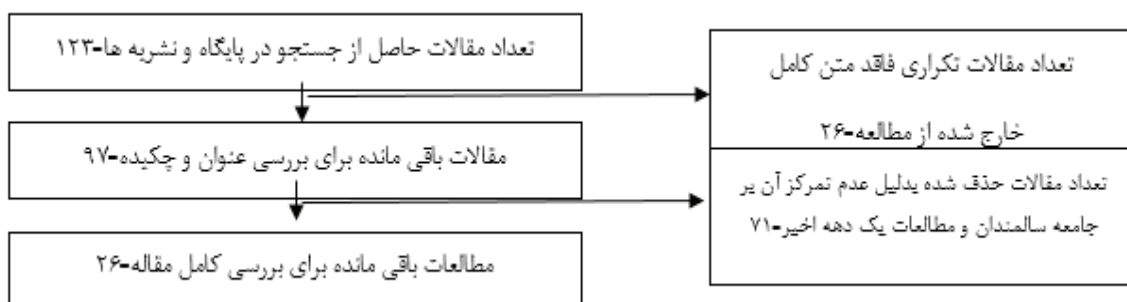 تعداد مقالات حاصل از جستجو در پایگاه و نشریه ها-۱۲۳
تعداد مقالات تکراری فاقد متن کامل
خارج شده از مطالعه-۲۶
مقالات باقی مانده برای بررسی عنوان و چکیده-۹۷
تعداد مقالات حذف شده بدلیل عدم تمرکز آن بر
جامعه سالمندان و مطالعات یک دهه اخیر-۷۱
مطالعات باقی مانده برای بررسی کامل مقاله-۲۶